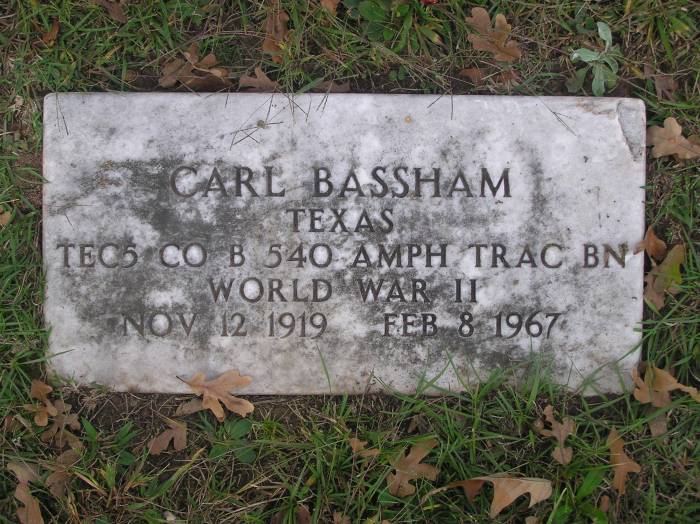 CARL BASSHAM
TEXAS
TEC5 CO B 540 AMPH TRAC BN
WORLD WAR II
NOV 12 1919 FEB 8 1967